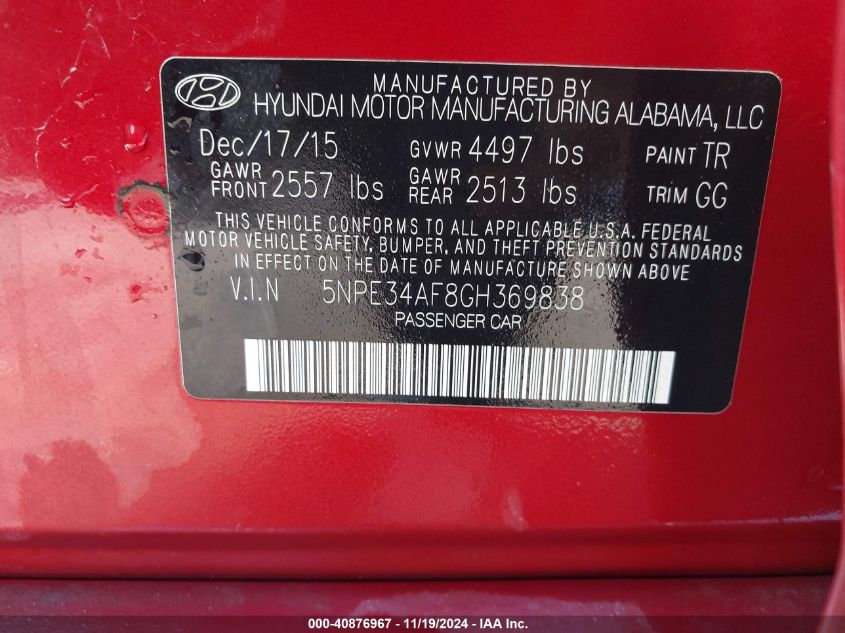 MANUFACTURED BY
HYUNDAI MOTOR MANUFACTURING ALABAMA, LLC
Dec/17/15 GVWR 4497 lbs PAINT TR
GAWR FRONT 2557 lbs GAWR REAR 2513 lbs TRIM GG
THIS VEHICLE CONFORMS TO ALL APPLICABLE U.S.A. FEDERAL
MOTOR VEHICLE SAFETY, BUMPER, AND THEFT PREVENTION STANDARDS
IN EFFECT ON THE DATE OF MANUFACTURE SHOWN ABOVE
V.I.N 5NPE34AF8GH369838
PASSENGER CAR
000-40876967 — 11/19/2024 — IAA Inc.